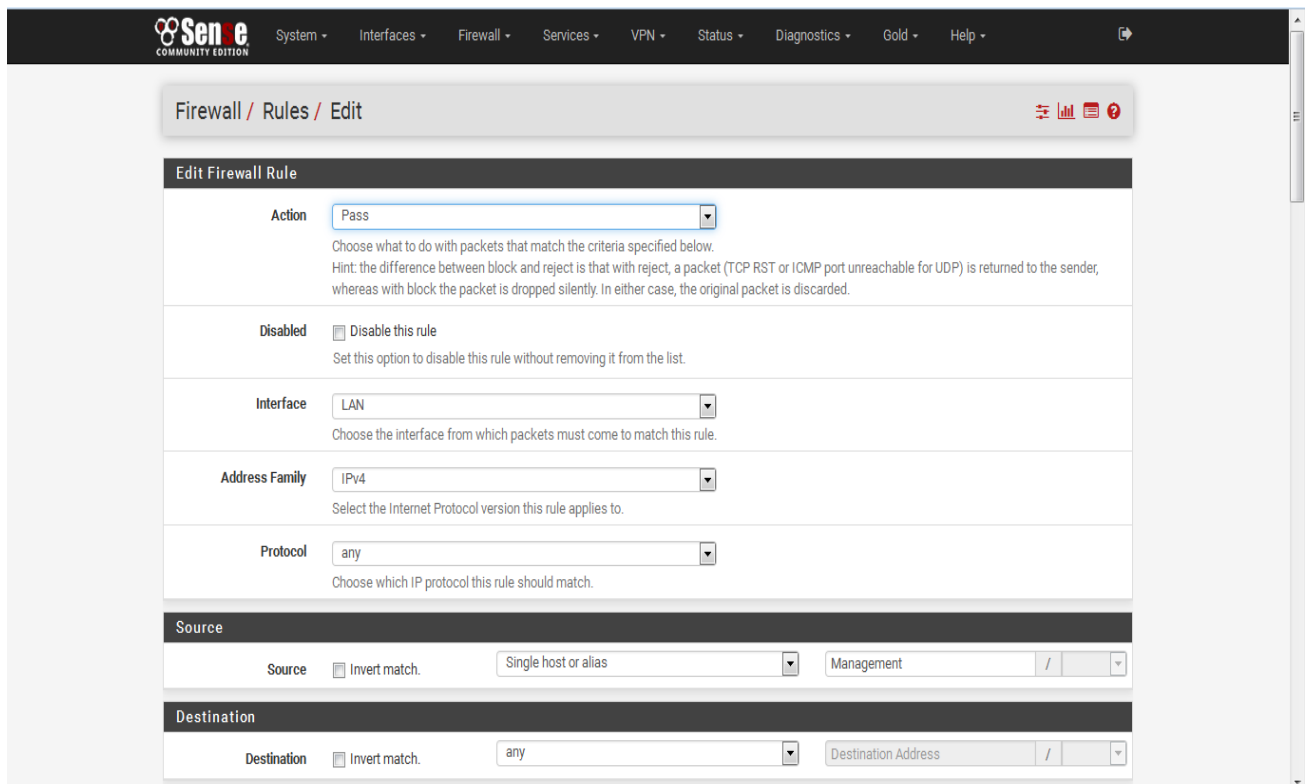 Sense
COMMUNITY EDITION
System Interfaces Firewall Services VPN Status Diagnostics Gold Help
Firewall / Rules / Edit
Edit Firewall Rule
Action Pass
Choose what to do with packets that match the criteria specified below.
Hint: the difference between block and reject is that with reject, a packet (TCP RST or ICMP port unreachable for UDP) is returned to the sender,
whereas with block the packet is dropped silently. In either case, the original packet is discarded.
Disabled Disable this rule
Set this option to disable this rule without removing it from the list.
Interface LAN
Choose the interface from which packets must come to match this rule.
Address Family IPv4
Select the Internet Protocol version this rule applies to.
Protocol any
Choose which IP protocol this rule should match.
Source
Source Invert match. Single host or alias Management /
Destination
Destination Invert match. any Destination Address /